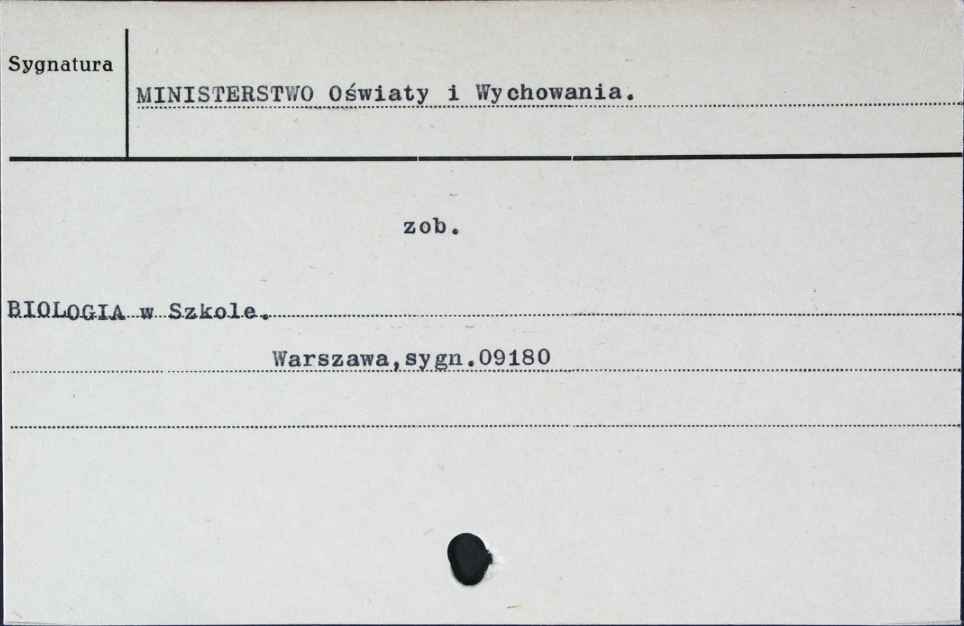 Sygnatura
MINISTERSTWO Oświaty i Wychowania.
zob.
BIOLOGIA w Szkole.
Warszawa,sygn.09180